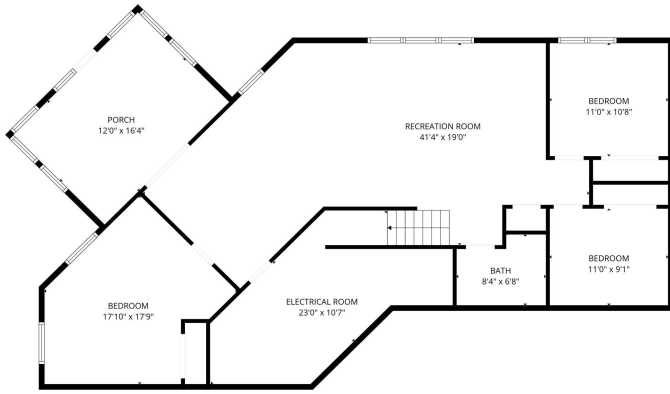 PORCH
12'0" x 16'4"
RECREATION ROOM
41'4" x 19'0"
BEDROOM
11'0" x 10'8"
BEDROOM
11'0" x 9'1"
BATH
8'4" x 6'8"
ELECTRICAL ROOM
23'0" x 10'7"
BEDROOM
17'10" x 17'9"